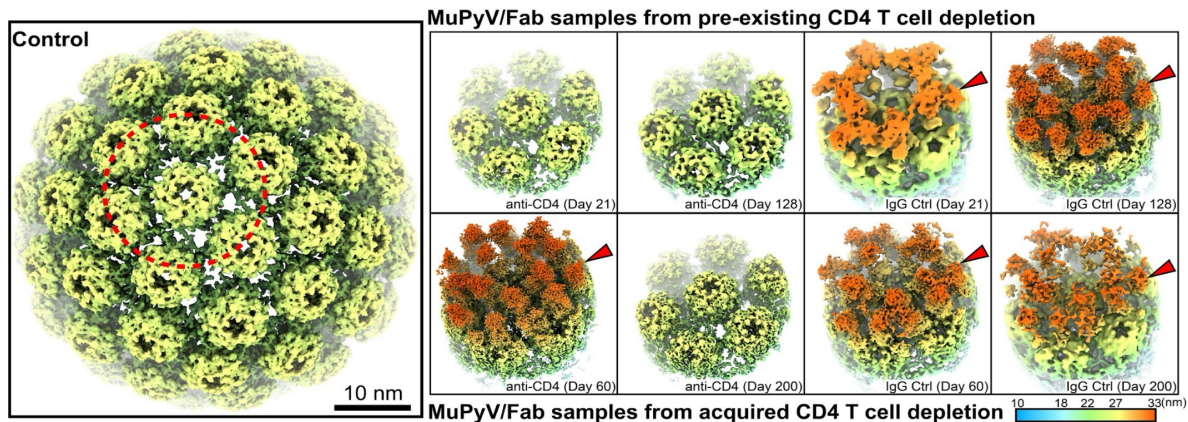 Control
10 nm
MuPyV/Fab samples from pre-existing CD4 T cell depletion
anti-CD4 (Day 21)
anti-CD4 (Day 128)
IgG Ctrl (Day 21)
IgG Ctrl (Day 128)
anti-CD4 (Day 60)
anti-CD4 (Day 200)
IgG Ctrl (Day 60)
IgG Ctrl (Day 200)
MuPyV/Fab samples from acquired CD4 T cell depletion
10 18 22 27 33(nm)